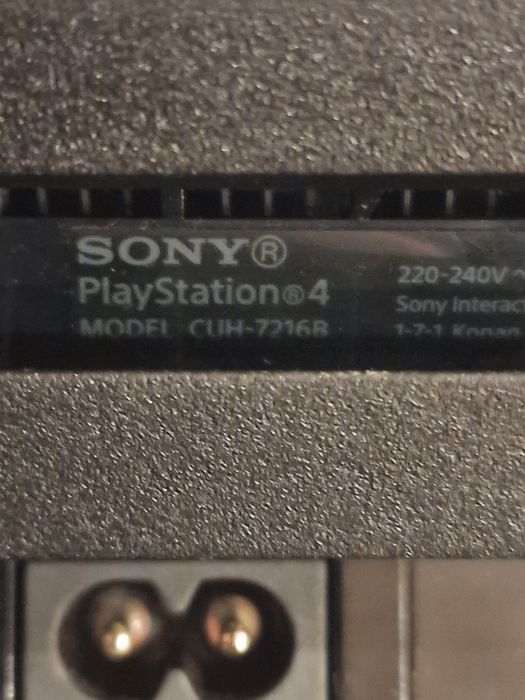 SONY®
PlayStation®4
MODEL CUH-7216B
220-240V ~
Sony Interac
1-7-1 Konan